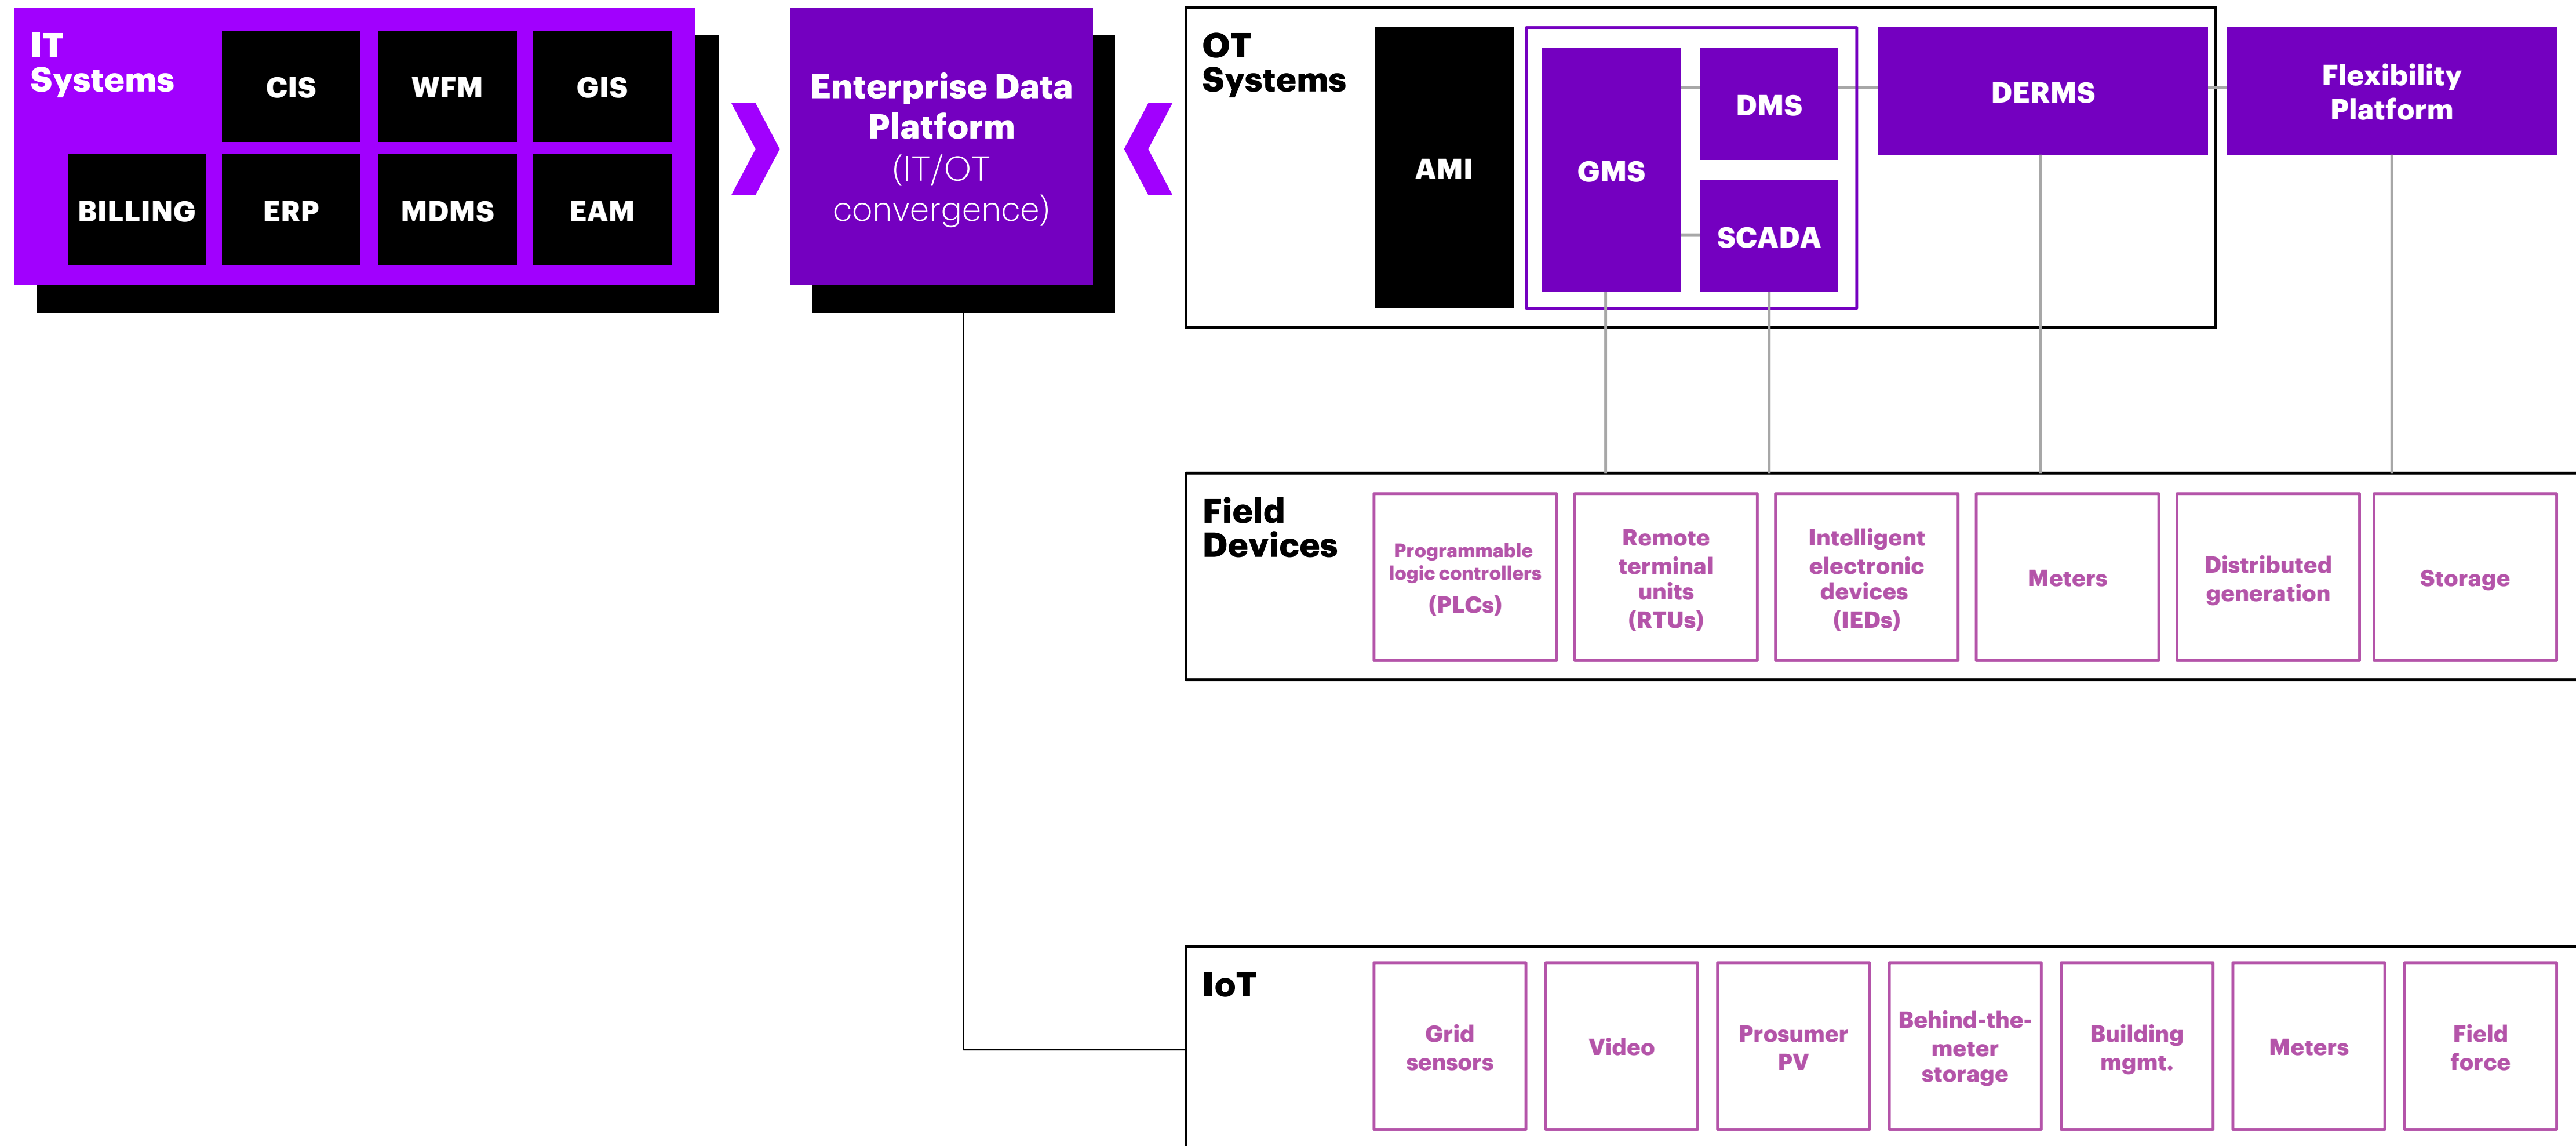 IT
Systems
CIS
WFM
GIS
BILLING
ERP
MDMS
EAM
Enterprise Data
Platform
(IT/OT
convergence)
OT
Systems
AMI
GMS
DMS
SCADA
DERMS
Flexibility
Platform
Field
Devices
Programmable
logic controllers
(PLCs)
Remote
terminal
units
(RTUs)
Intelligent
electronic
devices
(IEDs)
Meters
Distributed
generation
Storage
IoT
Grid
sensors
Video
Prosumer
PV
Behind-the-
meter
storage
Building
mgmt.
Meters
Field
force